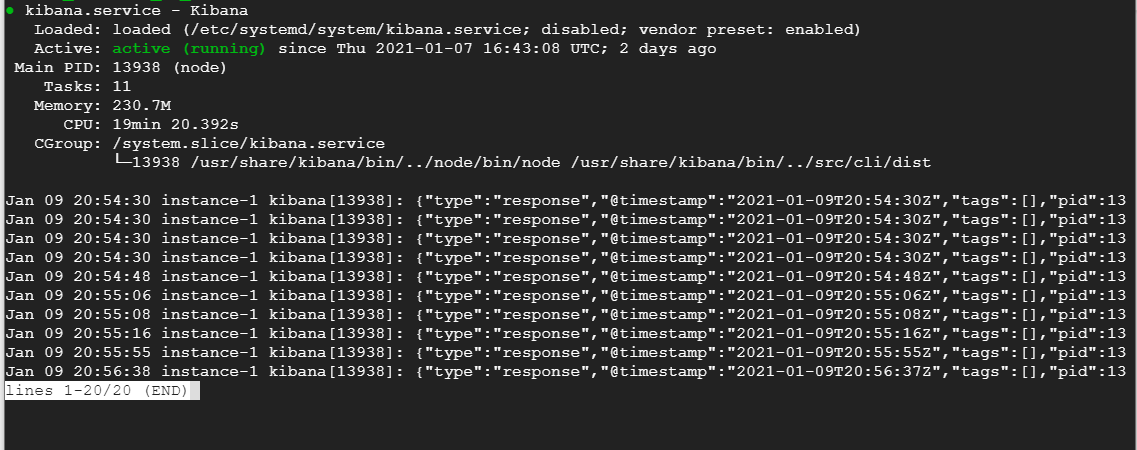 ● kibana.service - Kibana
Loaded: loaded (/etc/systemd/system/kibana.service; disabled; vendor preset: enabled)
Active: active (running) since Thu 2021-01-07 16:43:08 UTC; 2 days ago
Main PID: 13938 (node)
Tasks: 11
Memory: 230.7M
CPU: 19min 20.392s
CGroup: /system.slice/kibana.service
└─13938 /usr/share/kibana/bin/../node/bin/node /usr/share/kibana/bin/../src/cli/dist
Jan 09 20:54:30 instance-1 kibana[13938]: {"type":"response","@timestamp":"2021-01-09T20:54:30Z","tags":[],"pid":13
Jan 09 20:54:30 instance-1 kibana[13938]: {"type":"response","@timestamp":"2021-01-09T20:54:30Z","tags":[],"pid":13
Jan 09 20:54:30 instance-1 kibana[13938]: {"type":"response","@timestamp":"2021-01-09T20:54:30Z","tags":[],"pid":13
Jan 09 20:54:30 instance-1 kibana[13938]: {"type":"response","@timestamp":"2021-01-09T20:54:30Z","tags":[],"pid":13
Jan 09 20:54:48 instance-1 kibana[13938]: {"type":"response","@timestamp":"2021-01-09T20:54:48Z","tags":[],"pid":13
Jan 09 20:55:06 instance-1 kibana[13938]: {"type":"response","@timestamp":"2021-01-09T20:55:06Z","tags":[],"pid":13
Jan 09 20:55:08 instance-1 kibana[13938]: {"type":"response","@timestamp":"2021-01-09T20:55:08Z","tags":[],"pid":13
Jan 09 20:55:16 instance-1 kibana[13938]: {"type":"response","@timestamp":"2021-01-09T20:55:16Z","tags":[],"pid":13
Jan 09 20:55:55 instance-1 kibana[13938]: {"type":"response","@timestamp":"2021-01-09T20:55:55Z","tags":[],"pid":13
Jan 09 20:56:38 instance-1 kibana[13938]: {"type":"response","@timestamp":"2021-01-09T20:56:37Z","tags":[],"pid":13
lines 1-20/20 (END)